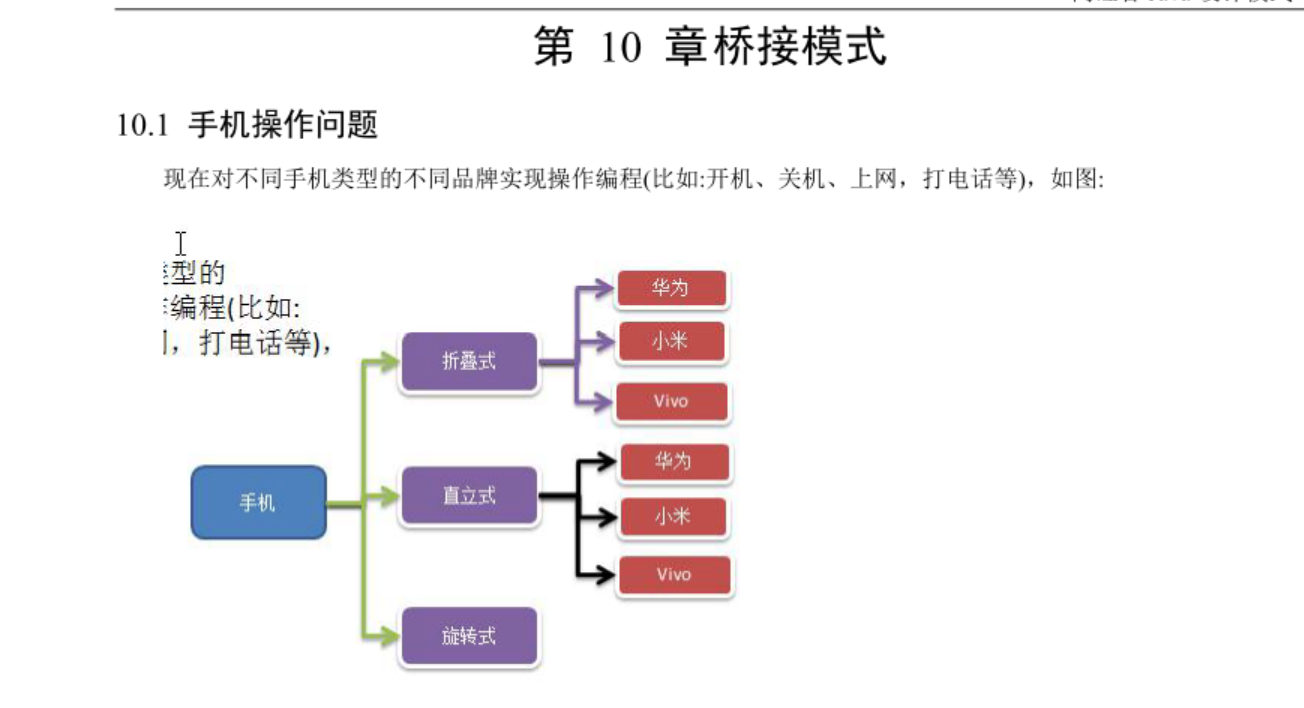 第 10 章桥接模式
10.1 手机操作问题
现在对不同手机类型的不同品牌实现操作编程(比如:开机、关机、上网，打电话等)，如图:
型的
编程(比如:
，打电话等)，
华为
小米
Vivo
折叠式
华为
小米
Vivo
手机
直立式
旋转式